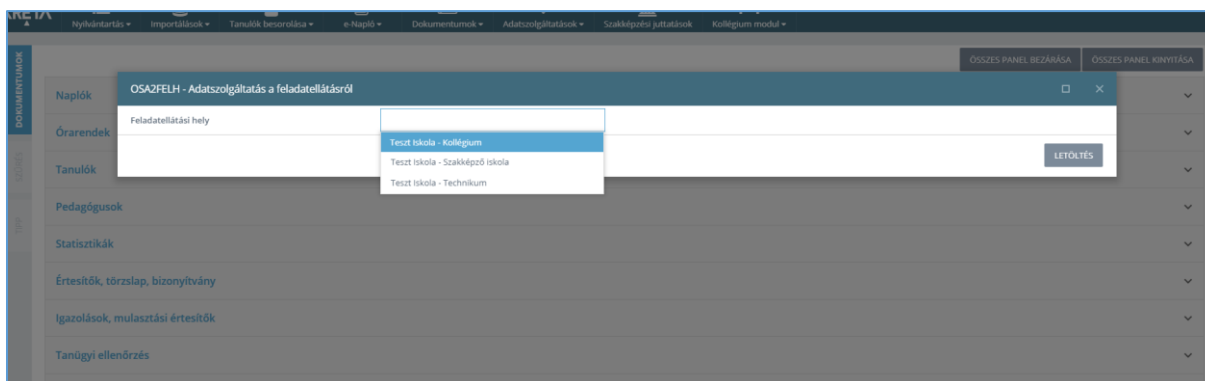 Nyilvántartás Importálások Tanulók besorolása e-Napló Dokumentumok Adatszolgáltatások Szakképzési juttatások Kollégium modul
ÖSSZES PANEL BEZÁRÁSA ÖSSZES PANEL KINYITÁSA
DOKUMENTUMOK
Naplók
OSA2FELH - Adatszolgáltatás a feladatellátásról
Feladatellátási hely
Órarendek
Teszt Iskola - Kollégium
Teszt Iskola - Szakképző iskola
LETÖLTÉS
Tanulók
Teszt Iskola - Technikum
Pedagógusok
Statisztikák
Értesítők, törzslap, bizonyítvány
Igazolások, mulasztási értesítők
Tanügyi ellenőrzés